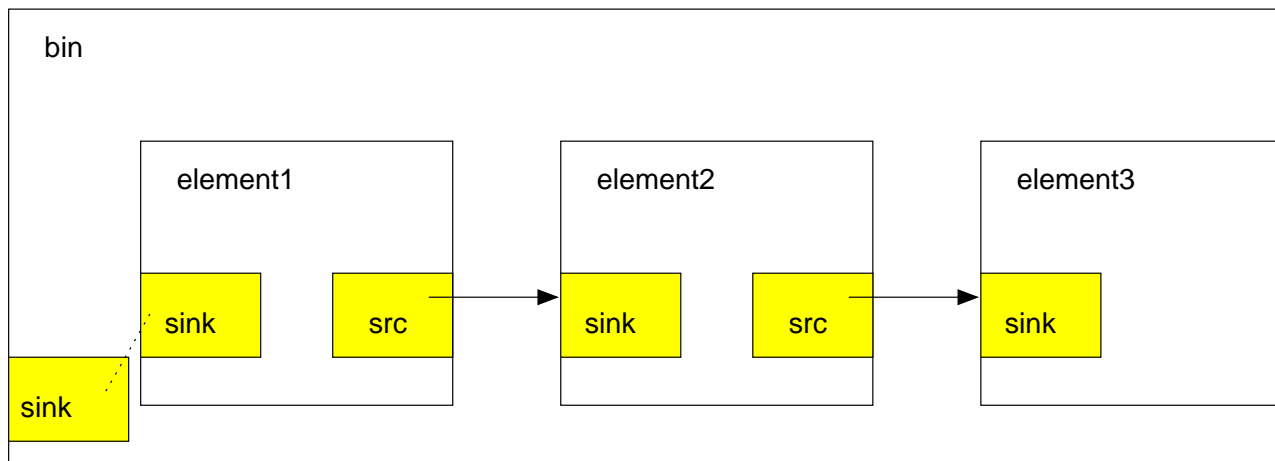 bin
element1
element2
element3
sink
src
sink
src
sink
sink